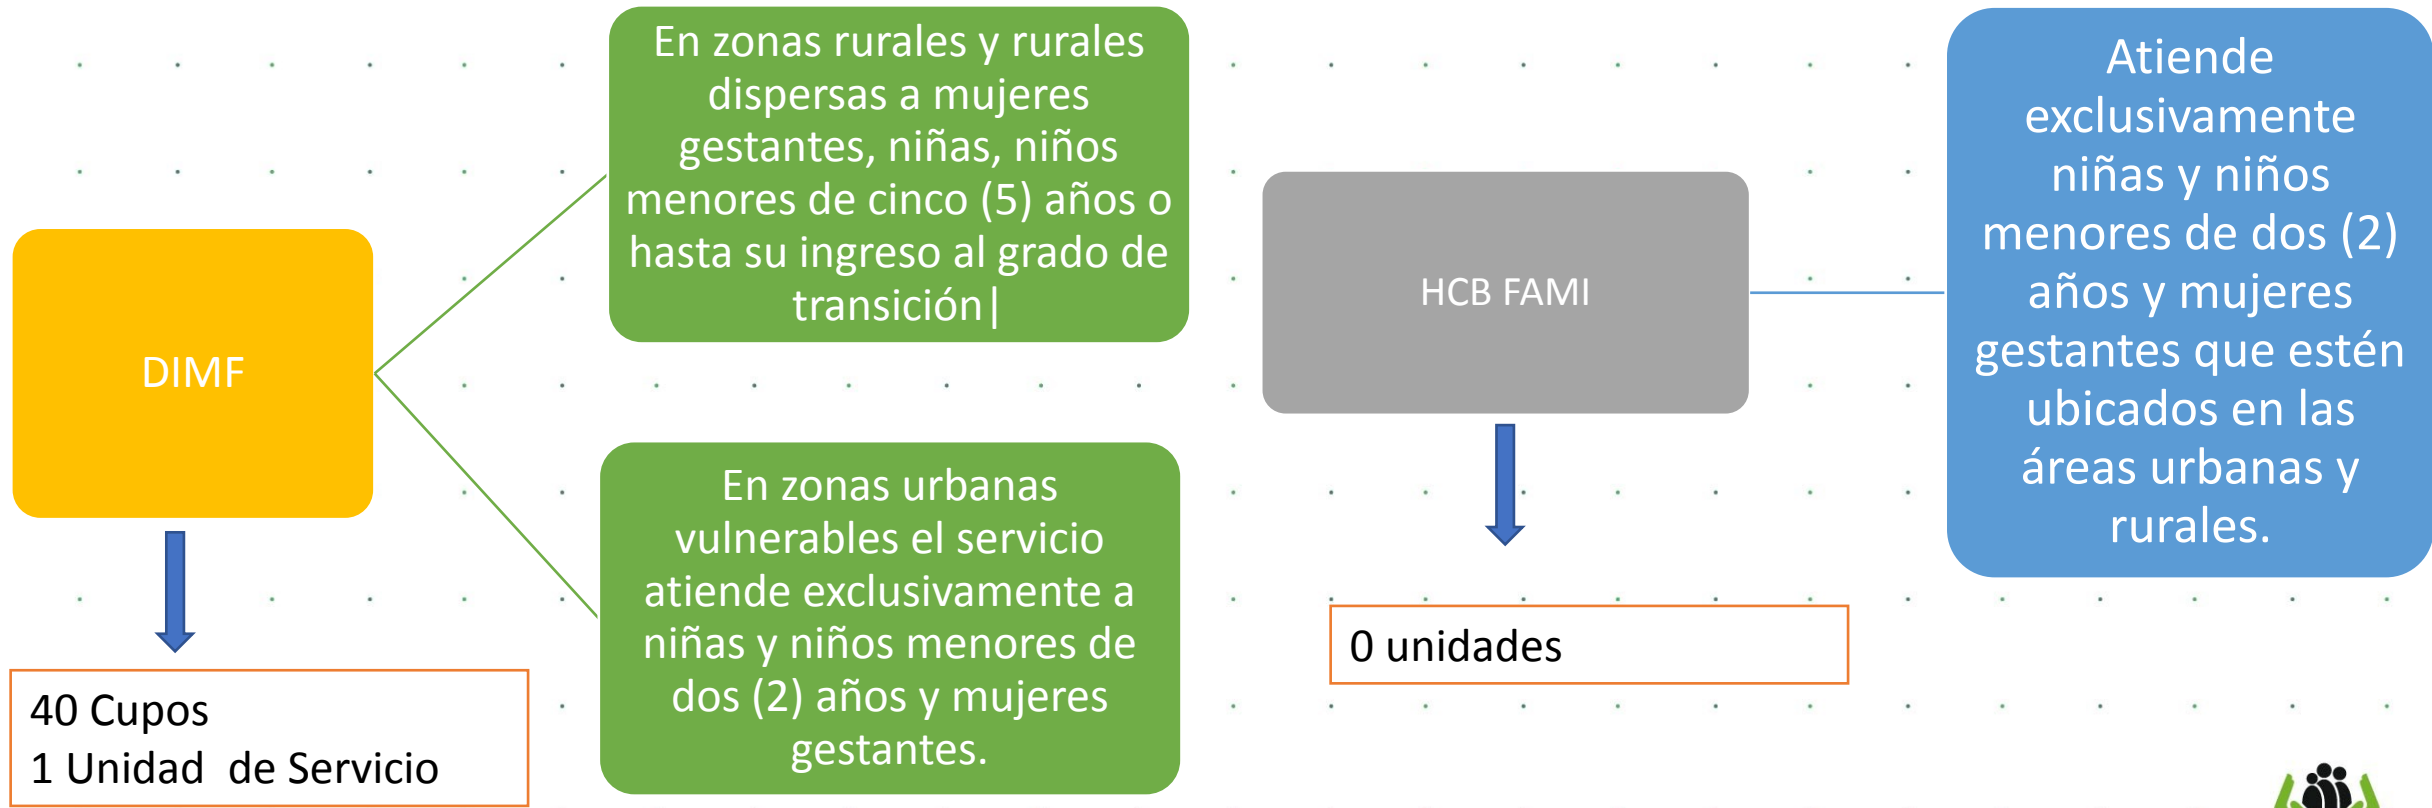 DIMF
40 Cupos
1 Unidad de Servicio
En zonas rurales y rurales
dispersas a mujeres
gestantes, niñas, niños
menores de cinco (5) años o
hasta su ingreso al grado de
transición|
En zonas urbanas
vulnerables el servicio
atiende exclusivamente a
niñas y niños menores de
dos (2) años y mujeres
gestantes.
HCB FAMI
0 unidades
Atiende
exclusivamente
niñas y niños
menores de dos (2)
años y mujeres
gestantes que estén
ubicados en las
áreas urbanas y
rurales.